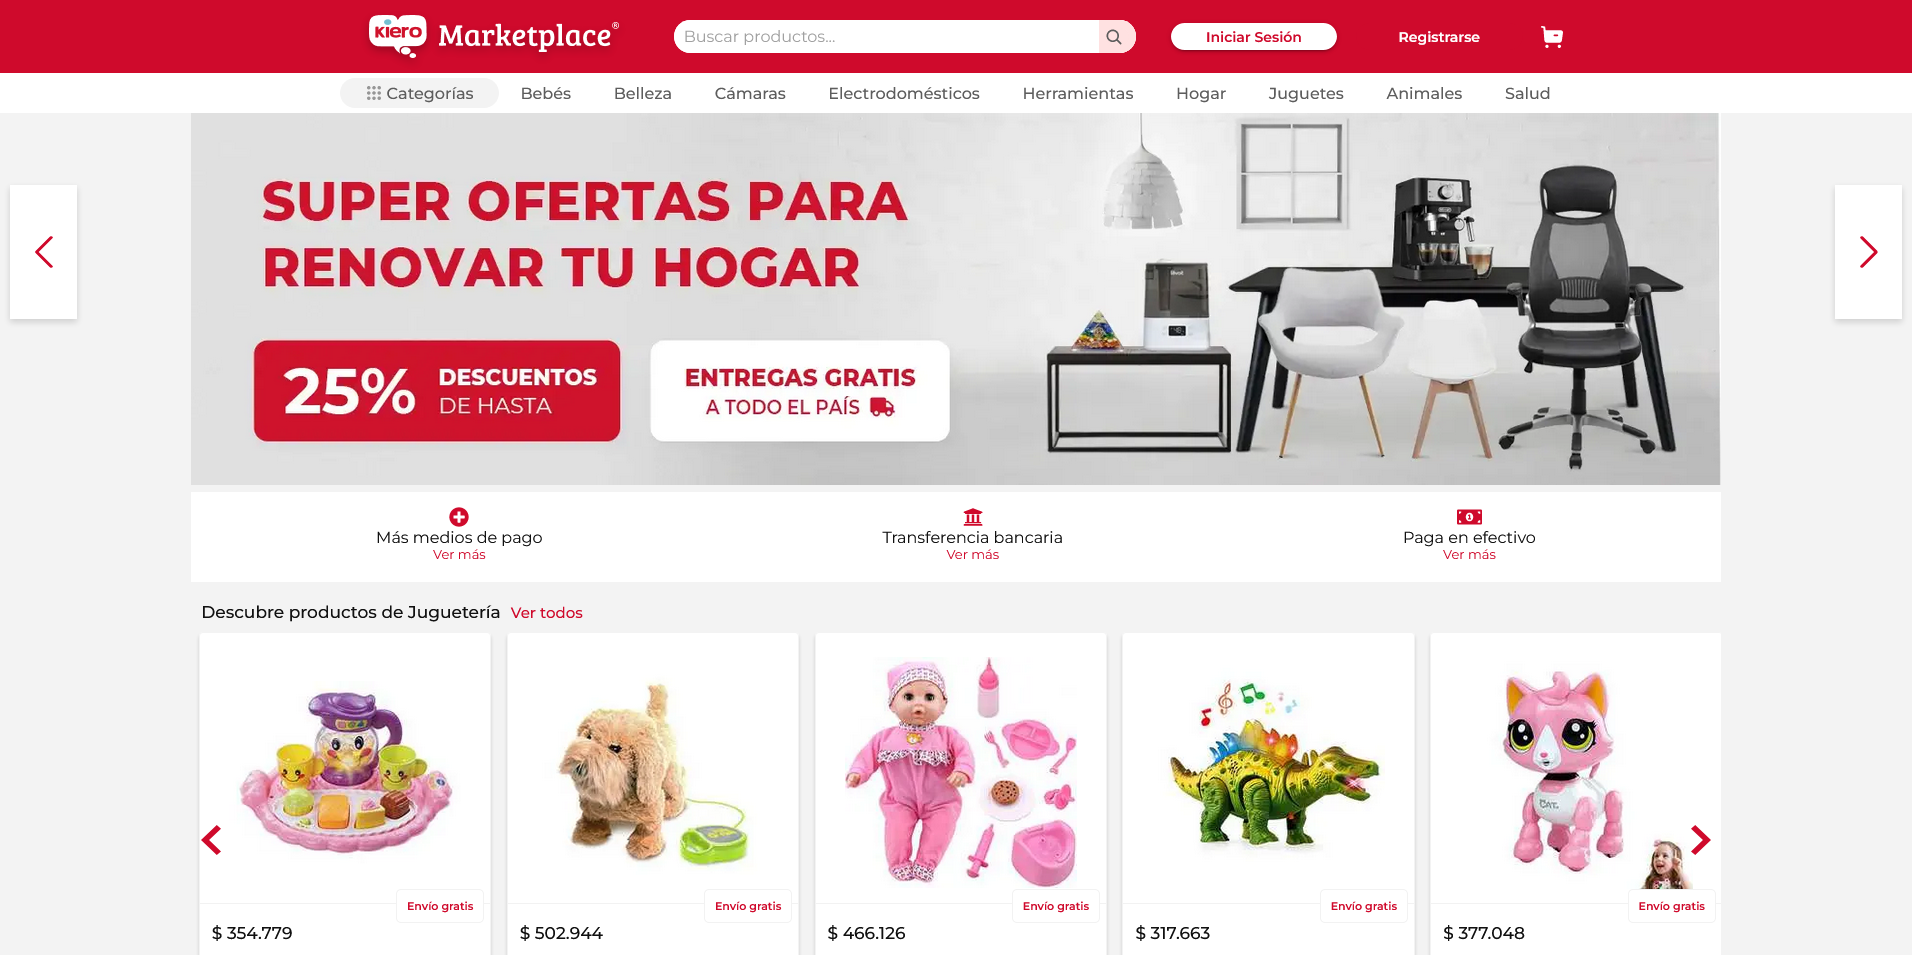 kiero Marketplace®
Buscar productos...
Iniciar Sesión
Registrarse
Categorías
Bebés
Belleza
Cámaras
Electrodomésticos
Herramientas
Hogar
Juguetes
Animales
Salud
SUPER OFERTAS PARA
RENOVAR TU HOGAR
25% DESCUENTOS
DE HASTA
ENTREGAS GRATIS
A TODO EL PAÍS
Más medios de pago
Ver más
Transferencia bancaria
Ver más
Paga en efectivo
Ver más
Descubre productos de Juguetería Ver todos
CAT.
Envío gratis
Envío gratis
Envío gratis
Envío gratis
Envío gratis
$ 354.779
$ 502.944
$ 466.126
$ 317.663
$ 377.048